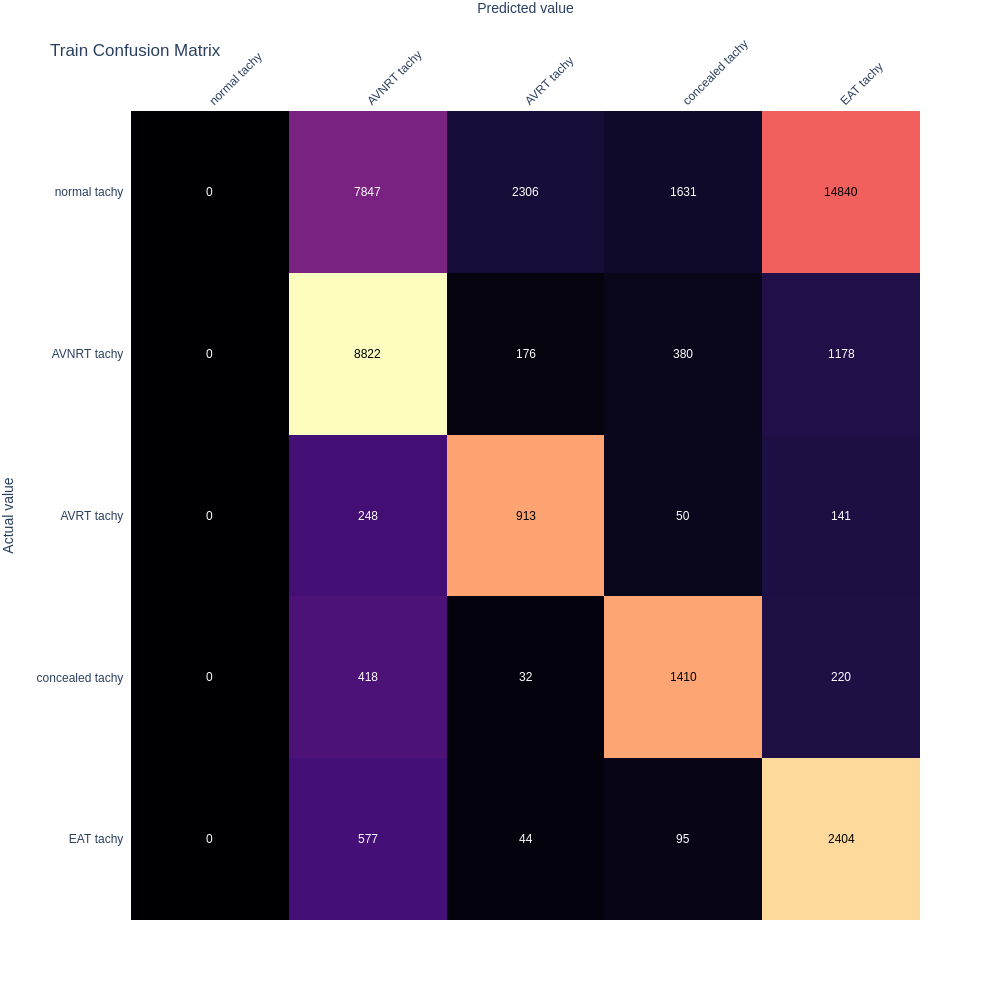 Predicted value
Train Confusion Matrix
normal tachy
AVNRT tachy
AVRT tachy
concealed tachy
EAT tachy
Actual value
normal tachy 0 7847 2306 1631 14840
AVNRT tachy 0 8822 176 380 1178
AVRT tachy 0 248 913 50 141
concealed tachy 0 418 32 1410 220
EAT tachy 0 577 44 95 2404